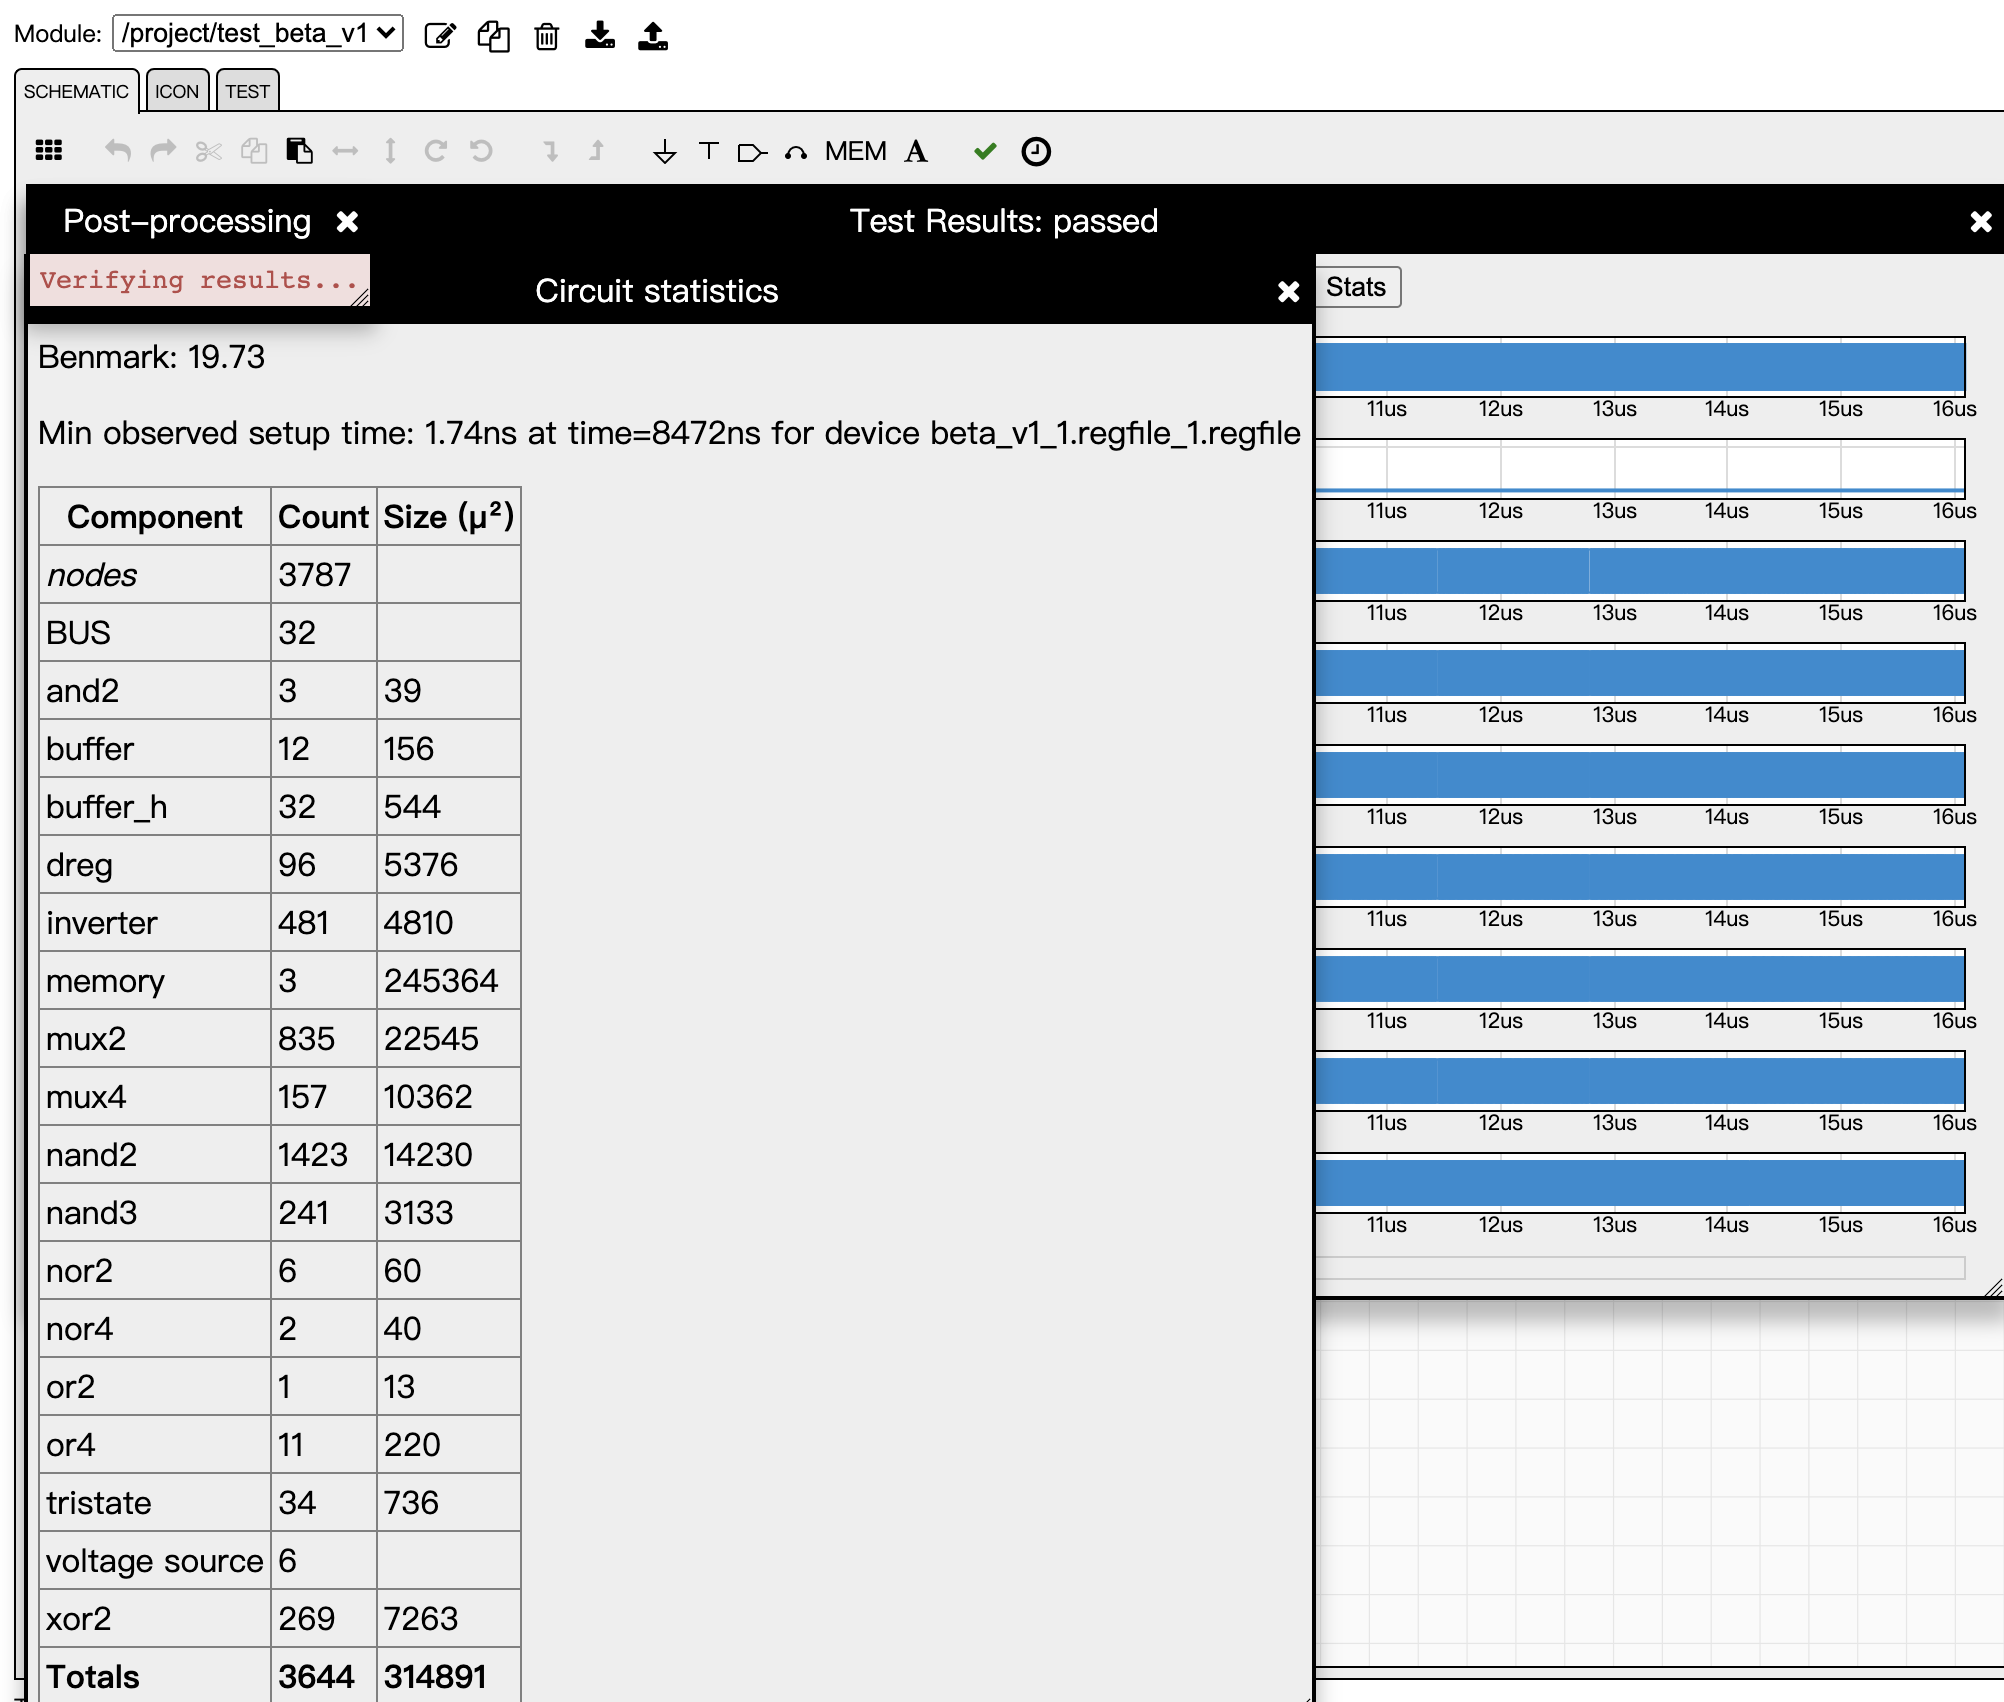 Module: /project/test_beta_v1
SCHEMATIC ICON TEST
MEM A
Post-processing
Test Results: passed
Verifying results...
Circuit statistics
Stats
Benmark: 19.73
Min observed setup time: 1.74ns at time=8472ns for device beta_v1_1.regfile_1.regfile
Component Count Size (μ²)
nodes 3787
BUS 32
and2 3 39
buffer 12 156
buffer_h 32 544
dreg 96 5376
inverter 481 4810
memory 3 245364
mux2 835 22545
mux4 157 10362
nand2 1423 14230
nand3 241 3133
nor2 6 60
nor4 2 40
or2 1 13
or4 11 220
tristate 34 736
voltage source 6
xor2 269 7263
Totals 3644 314891
11us 12us 13us 14us 15us 16us
11us 12us 13us 14us 15us 16us
11us 12us 13us 14us 15us 16us
11us 12us 13us 14us 15us 16us
11us 12us 13us 14us 15us 16us
11us 12us 13us 14us 15us 16us
11us 12us 13us 14us 15us 16us
11us 12us 13us 14us 15us 16us
11us 12us 13us 14us 15us 16us